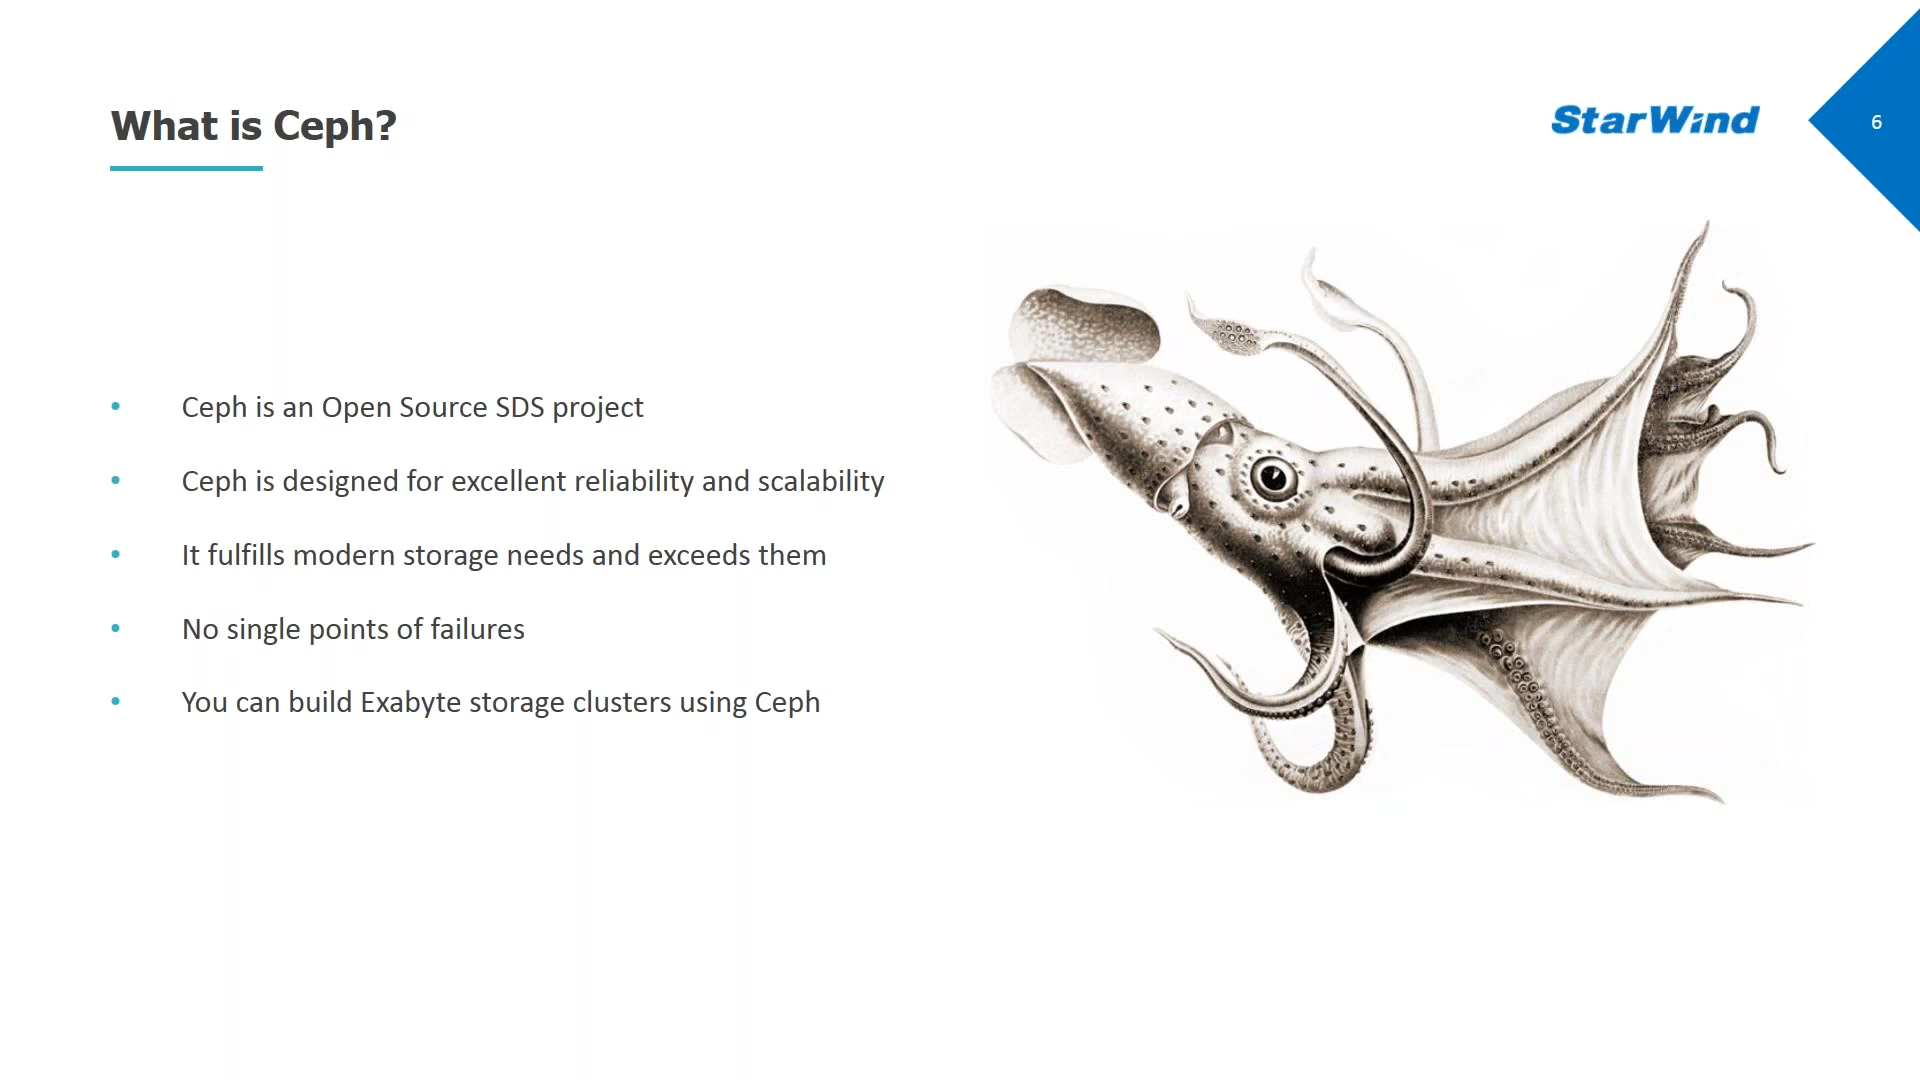 What is Ceph?
StarWind
6
• Ceph is an Open Source SDS project
• Ceph is designed for excellent reliability and scalability
• It fulfills modern storage needs and exceeds them
• No single points of failures
• You can build Exabyte storage clusters using Ceph